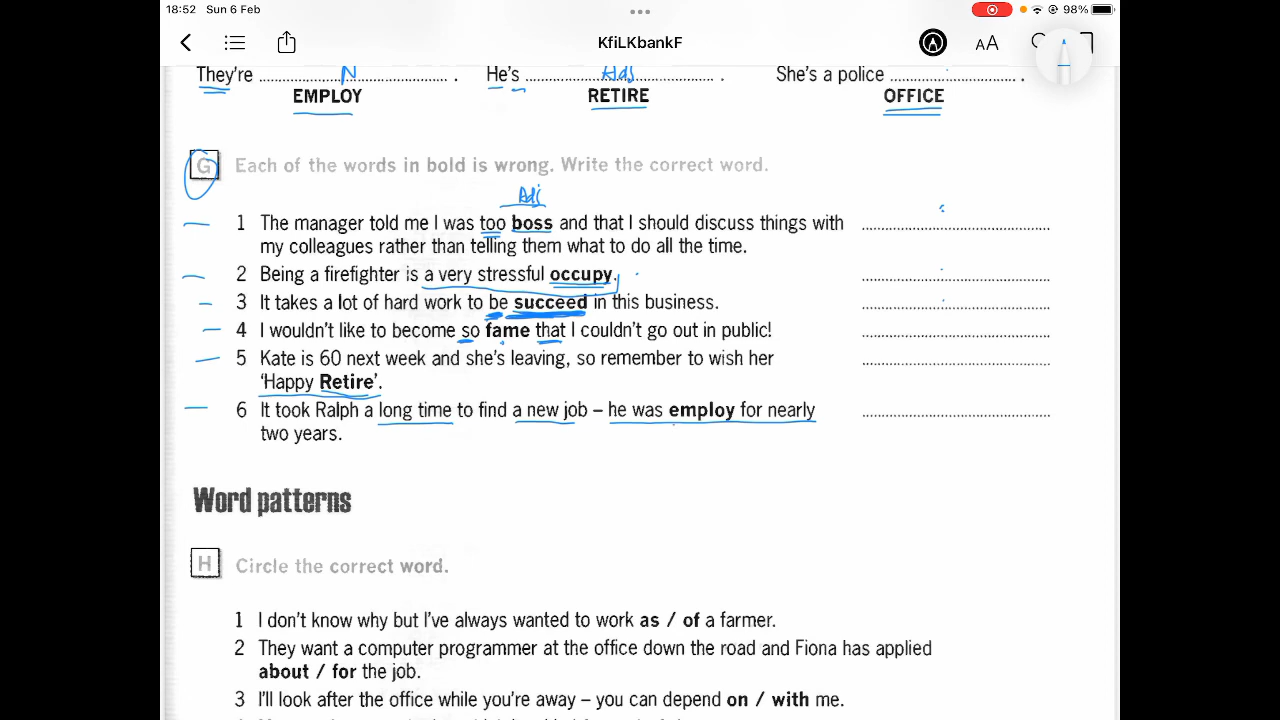 18:52 Sun 6 Feb
98%
KfiLKbankF
AA
They're .......... N .......... . He's .......... Adj .......... . She's a police .......... .
EMPLOY RETIRE OFFICE
G Each of the words in bold is wrong. Write the correct word.
Adj
1 The manager told me I was too boss and that I should discuss things with ..........
my colleagues rather than telling them what to do all the time.
2 Being a firefighter is a very stressful occupy. ..........
3 It takes a lot of hard work to be succeed in this business. ..........
4 I wouldn't like to become so fame that I couldn't go out in public! ..........
5 Kate is 60 next week and she's leaving, so remember to wish her ..........
'Happy Retire'.
6 It took Ralph a long time to find a new job – he was employ for nearly ..........
two years.
Word patterns
H Circle the correct word.
1 I don't know why but I've always wanted to work as / of a farmer.
2 They want a computer programmer at the office down the road and Fiona has applied
about / for the job.
3 I'll look after the office while you're away – you can depend on / with me.